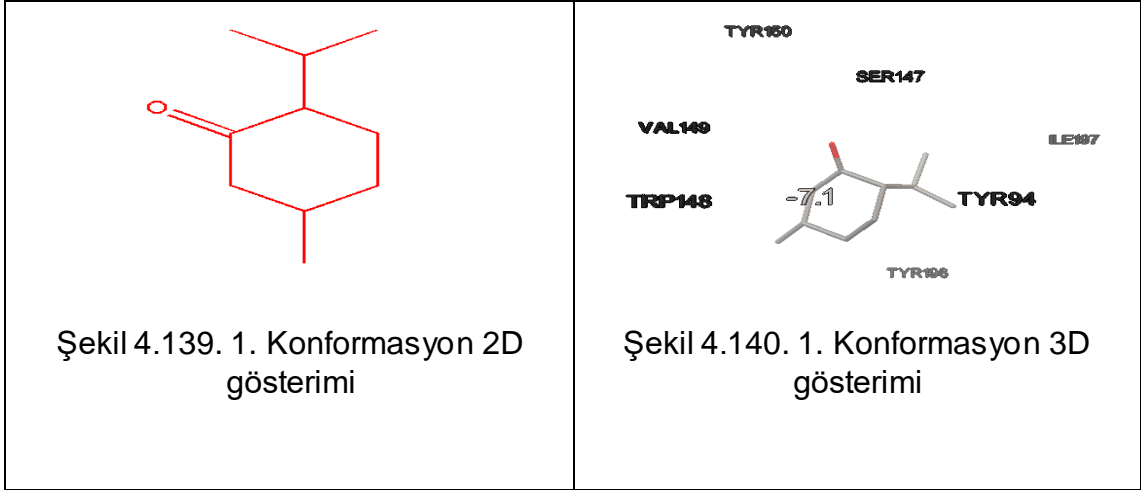 O
Şekil 4.139. 1. Konformasyon 2D
gösterimi
TYR150
SER147
VAL149
ILE197
TRP148
-7.1
TYR94
TYR196
Şekil 4.140. 1. Konformasyon 3D
gösterimi